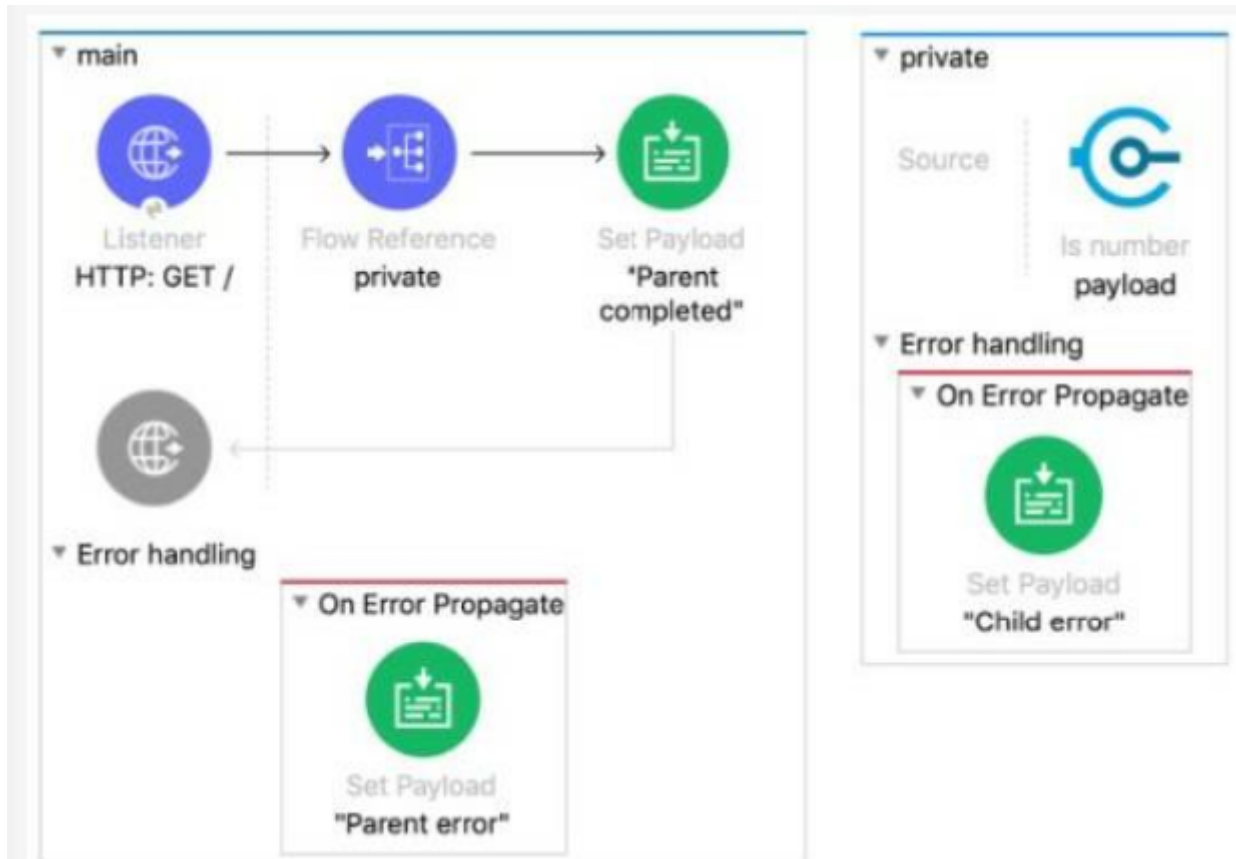 main
Listener
HTTP: GET /
Flow Reference
private
Set Payload
"Parent
completed"
Error handling
On Error Propagate
Set Payload
"Parent error"
private
Source
Is number
payload
Error handling
On Error Propagate
Set Payload
"Child error"